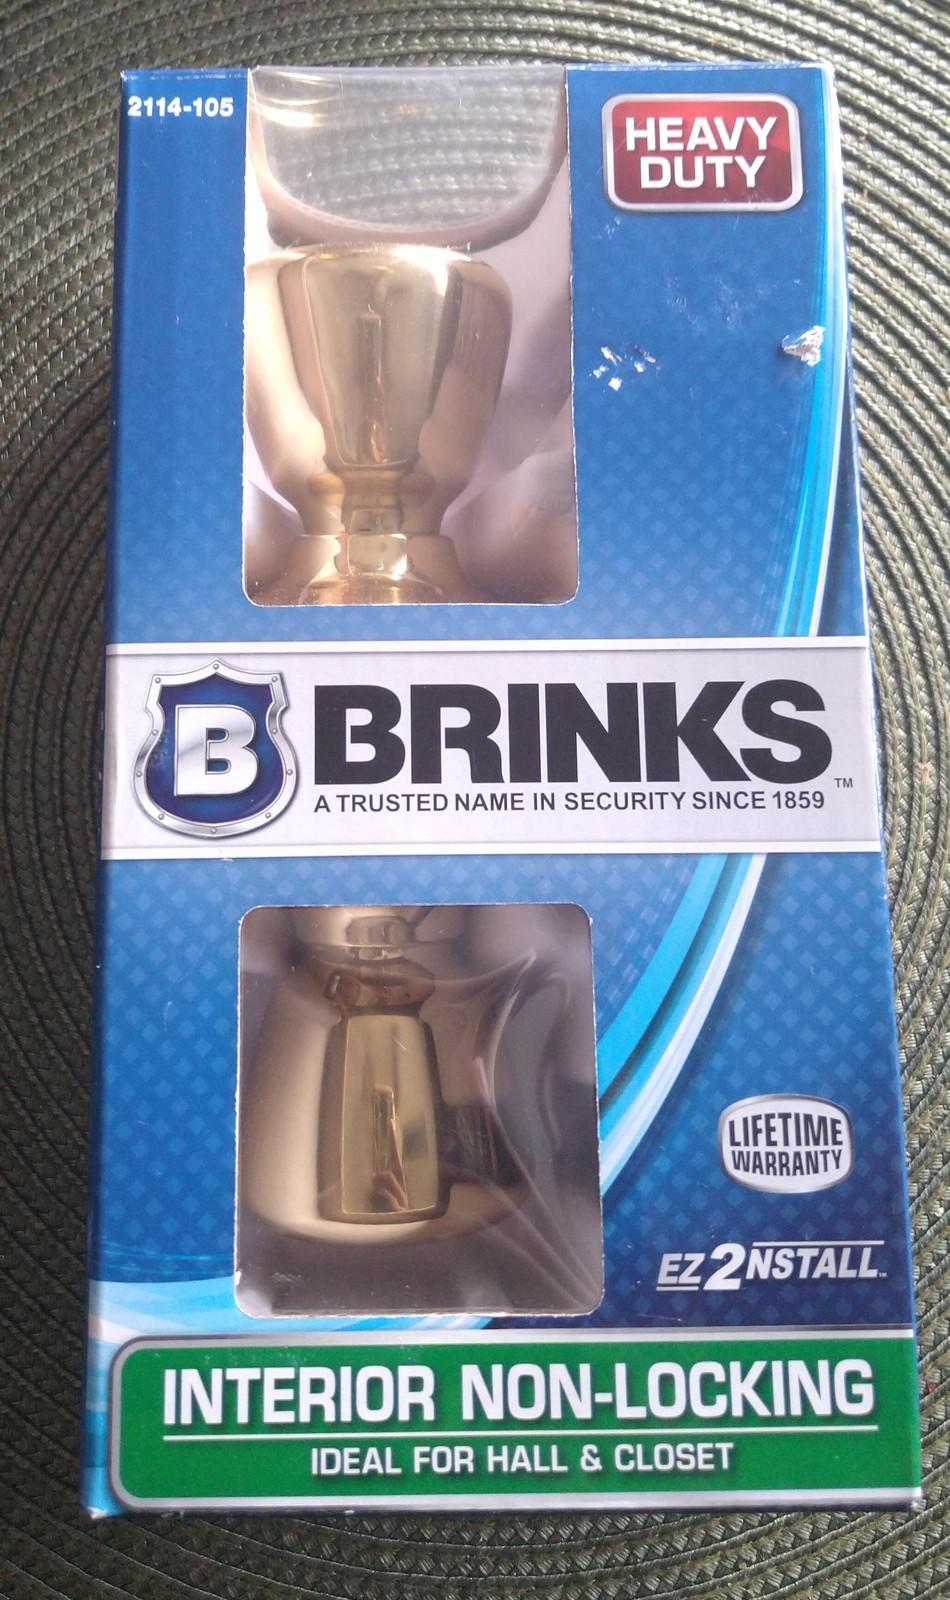 2114-105
HEAVY
DUTY
B
BRINKS
™
A TRUSTED NAME IN SECURITY SINCE 1859
LIFETIME
WARRANTY
EZ2NSTALL™
INTERIOR NON-LOCKING
IDEAL FOR HALL & CLOSET